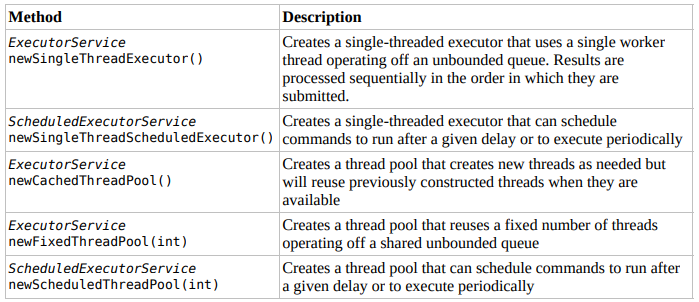 Method Description
ExecutorService
newSingleThreadExecutor()
Creates a single-threaded executor that uses a single worker
thread operating off an unbounded queue. Results are
processed sequentially in the order in which they are
submitted.
ScheduledExecutorService
newSingleThreadScheduledExecutor()
Creates a single-threaded executor that can schedule
commands to run after a given delay or to execute periodically
ExecutorService
newCachedThreadPool()
Creates a thread pool that creates new threads as needed but
will reuse previously constructed threads when they are
available
ExecutorService
newFixedThreadPool(int)
Creates a thread pool that reuses a fixed number of threads
operating off a shared unbounded queue
ScheduledExecutorService
newScheduledThreadPool(int)
Creates a thread pool that can schedule commands to run after
a given delay or to execute periodically